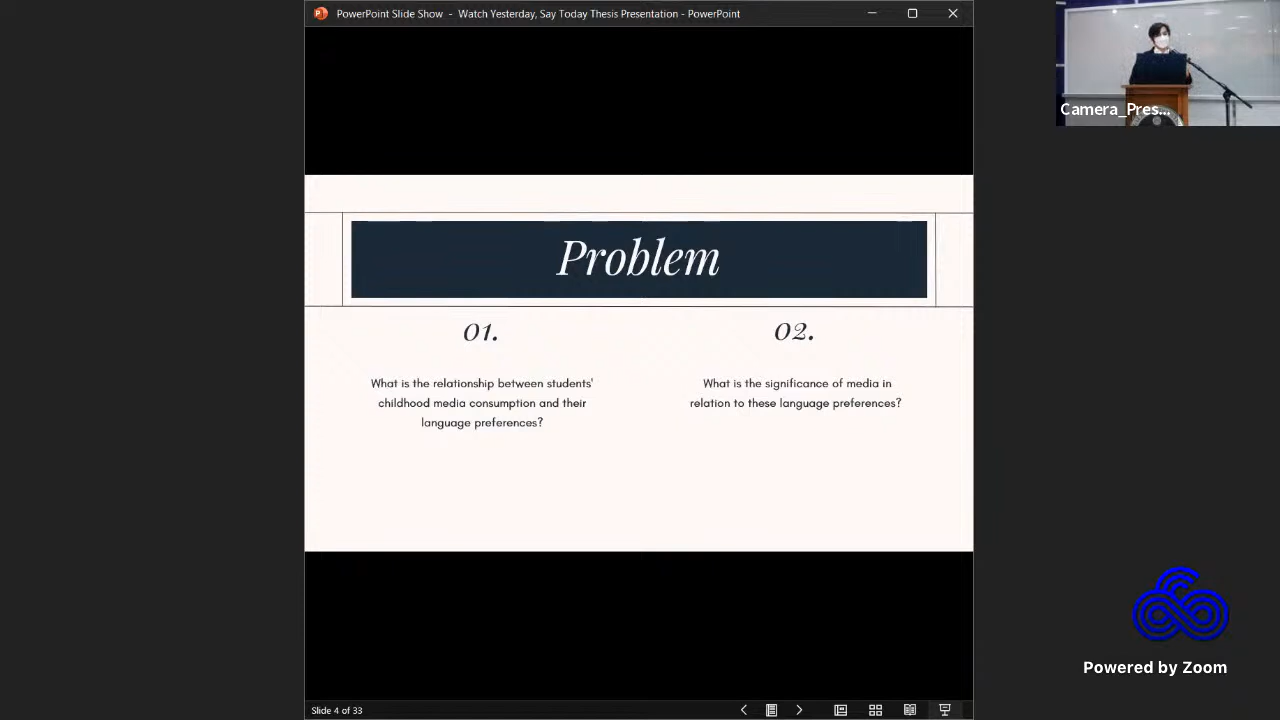 PowerPoint Slide Show - Watch Yesterday, Say Today Thesis Presentation - PowerPoint
Camera_Pres...
Problem
01.
What is the relationship between students'
childhood media consumption and their
language preferences?
02.
What is the significance of media in
relation to these language preferences?
Powered by Zoom
Slide 4 of 33